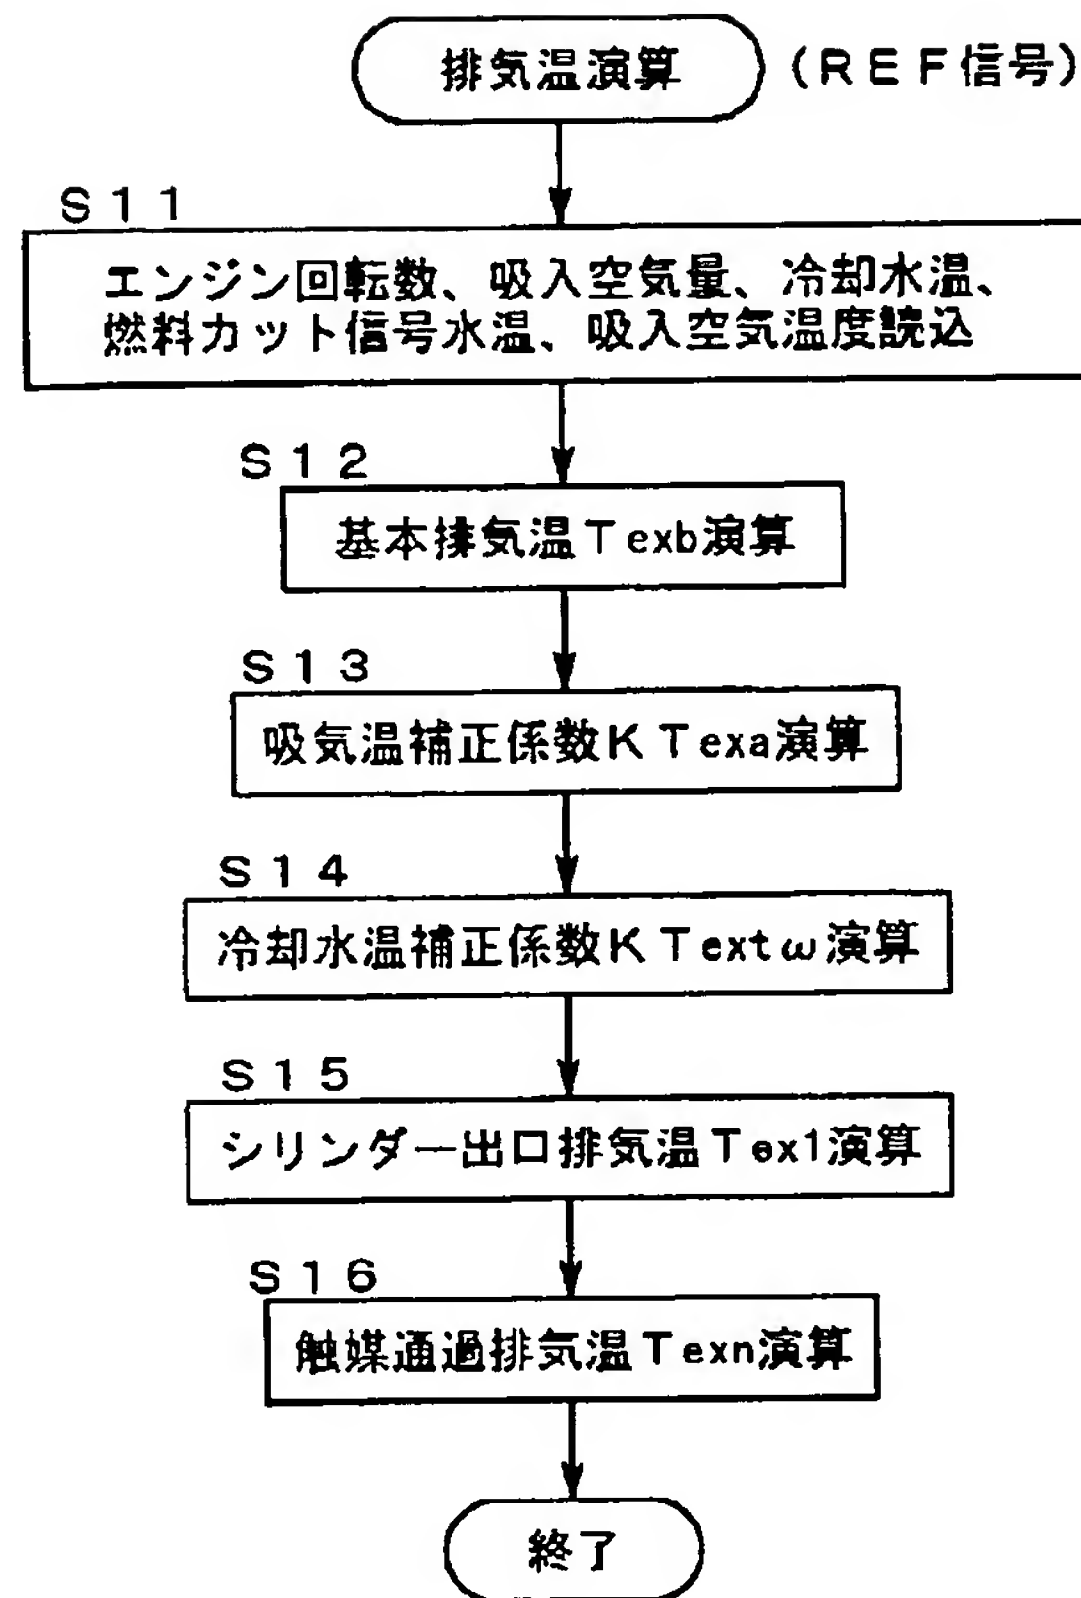 排気温演算 (REF信号)
S11
エンジン回転数、吸入空気量、冷却水温、
燃料カット信号水温、吸入空気温度読込
S12
基本排気温Texb演算
S13
吸気温補正係数KTexa演算
S14
冷却水温補正係数KTextω演算
S15
シリンダー出口排気温Tex1演算
S16
触媒通過排気温Texn演算
終了